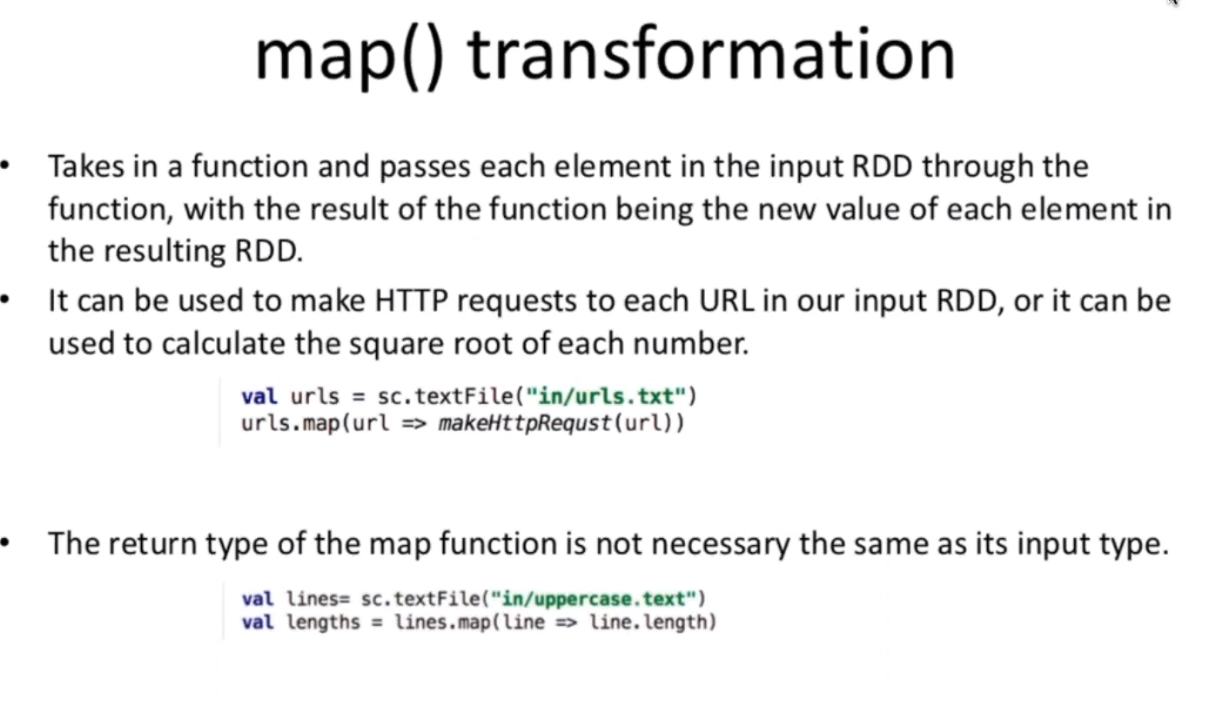 map() transformation
• Takes in a function and passes each element in the input RDD through the
function, with the result of the function being the new value of each element in
the resulting RDD.
• It can be used to make HTTP requests to each URL in our input RDD, or it can be
used to calculate the square root of each number.
val urls = sc.textFile("in/urls.txt")
urls.map(url => makeHttpRequst(url))
• The return type of the map function is not necessary the same as its input type.
val lines= sc.textFile("in/uppercase.text")
val lengths = lines.map(line => line.length)